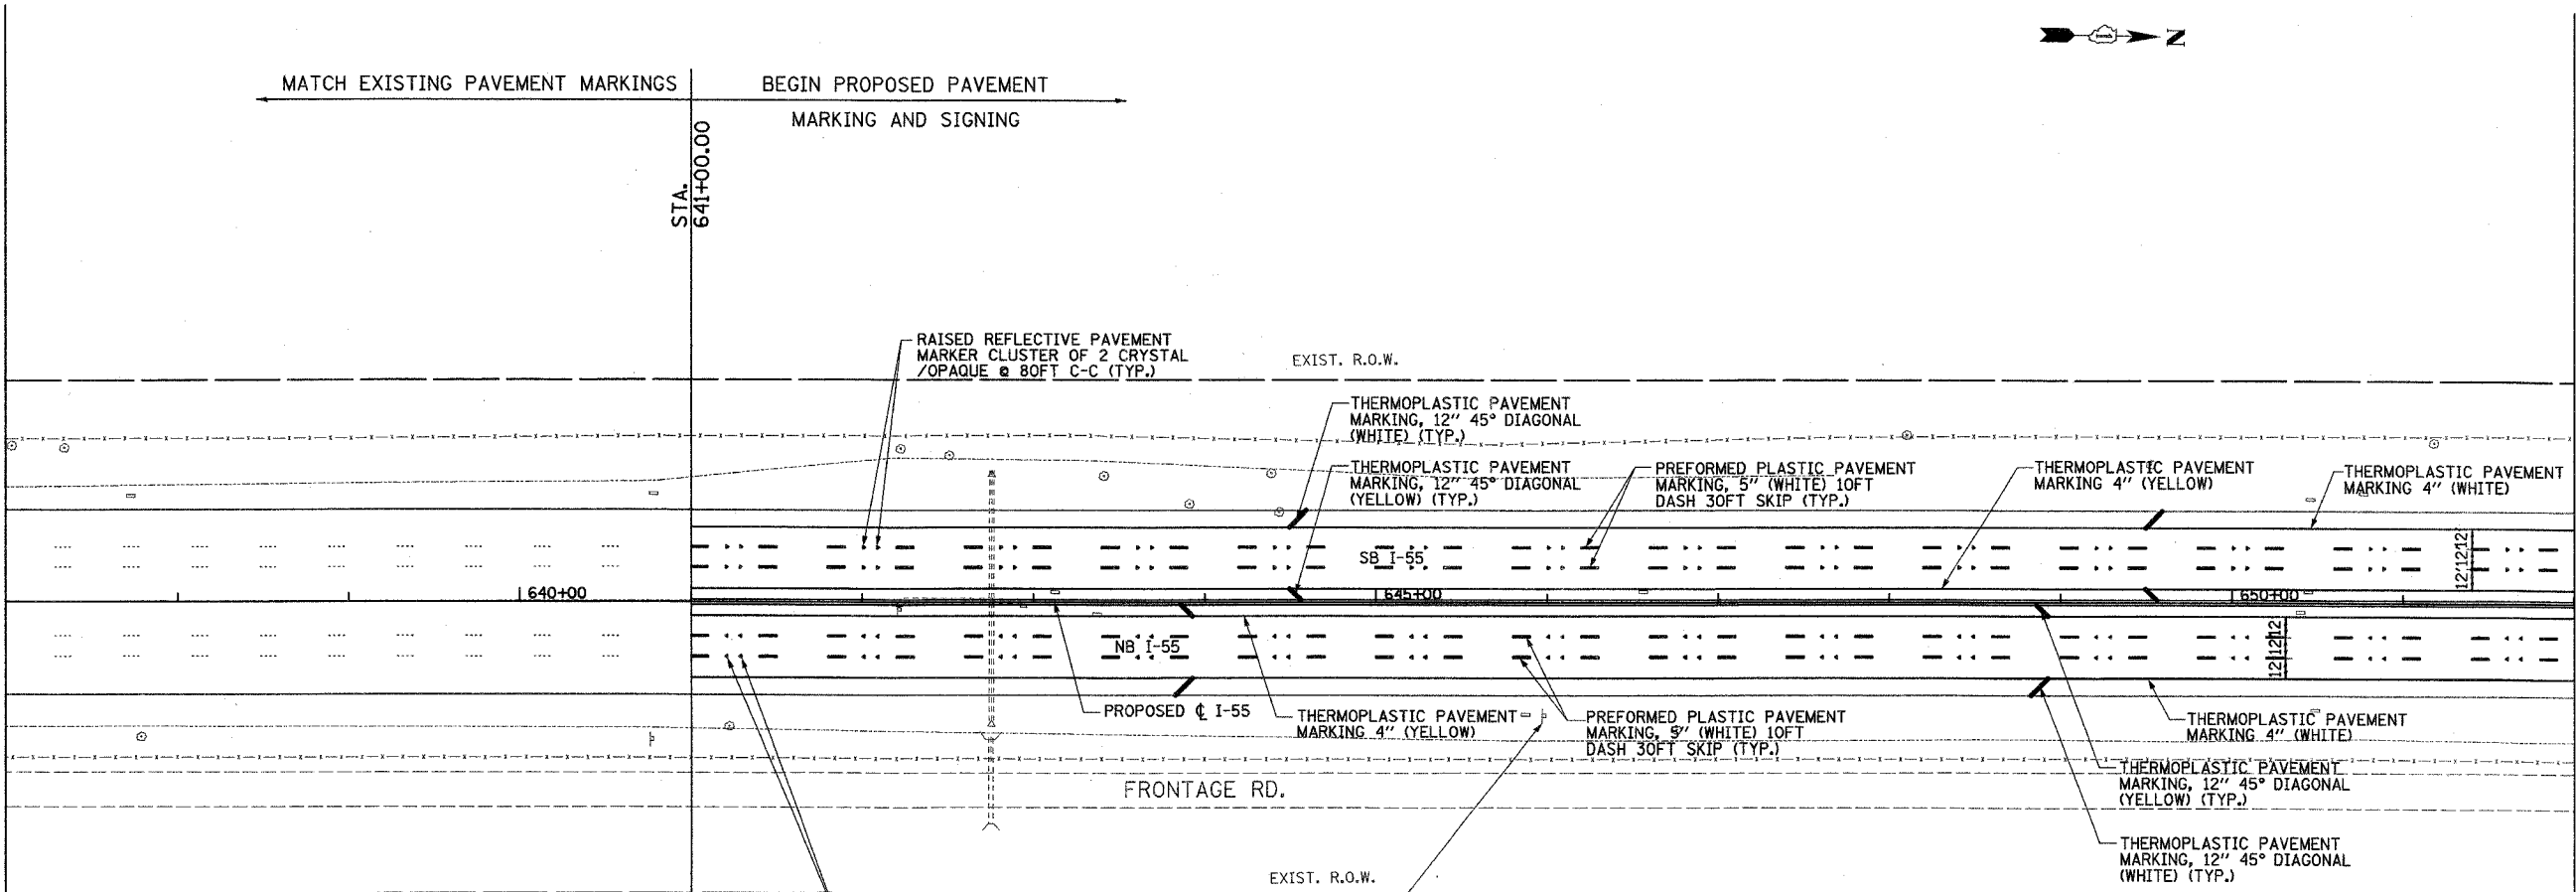 N
MATCH EXISTING PAVEMENT MARKINGS
BEGIN PROPOSED PAVEMENT
MARKING AND SIGNING
STA.
641+00.00
RAISED REFLECTIVE PAVEMENT
MARKER CLUSTER OF 2 CRYSTAL
/OPAQUE @ 80FT C-C (TYP.)
EXIST. R.O.W.
THERMOPLASTIC PAVEMENT
MARKING, 12" 45° DIAGONAL
(WHITE) (TYP.)
THERMOPLASTIC PAVEMENT
MARKING, 12" 45° DIAGONAL
(YELLOW) (TYP.)
PREFORMED PLASTIC PAVEMENT
MARKING, 5" (WHITE) 10FT
DASH 30FT SKIP (TYP.)
THERMOPLASTIC PAVEMENT
MARKING 4" (YELLOW)
THERMOPLASTIC PAVEMENT
MARKING 4" (WHITE)
SB I-55
12'12'12'
640+00
645+00
650+00
NB I-55
12'12'12'
PROPOSED ℄ I-55
THERMOPLASTIC PAVEMENT
MARKING 4" (YELLOW)
PREFORMED PLASTIC PAVEMENT
MARKING, 5" (WHITE) 10FT
DASH 30FT SKIP (TYP.)
THERMOPLASTIC PAVEMENT
MARKING 4" (WHITE)
FRONTAGE RD.
THERMOPLASTIC PAVEMENT
MARKING, 12" 45° DIAGONAL
(YELLOW) (TYP.)
THERMOPLASTIC PAVEMENT
MARKING, 12" 45° DIAGONAL
(WHITE) (TYP.)
EXIST. R.O.W.